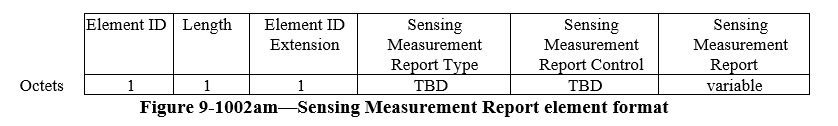 Element ID Length Element ID Sensing Sensing Sensing
Extension Measurement Measurement Measurement
Report Type Report Control Report
Octets 1 1 1 TBD TBD variable
Figure 9-1002am—Sensing Measurement Report element format